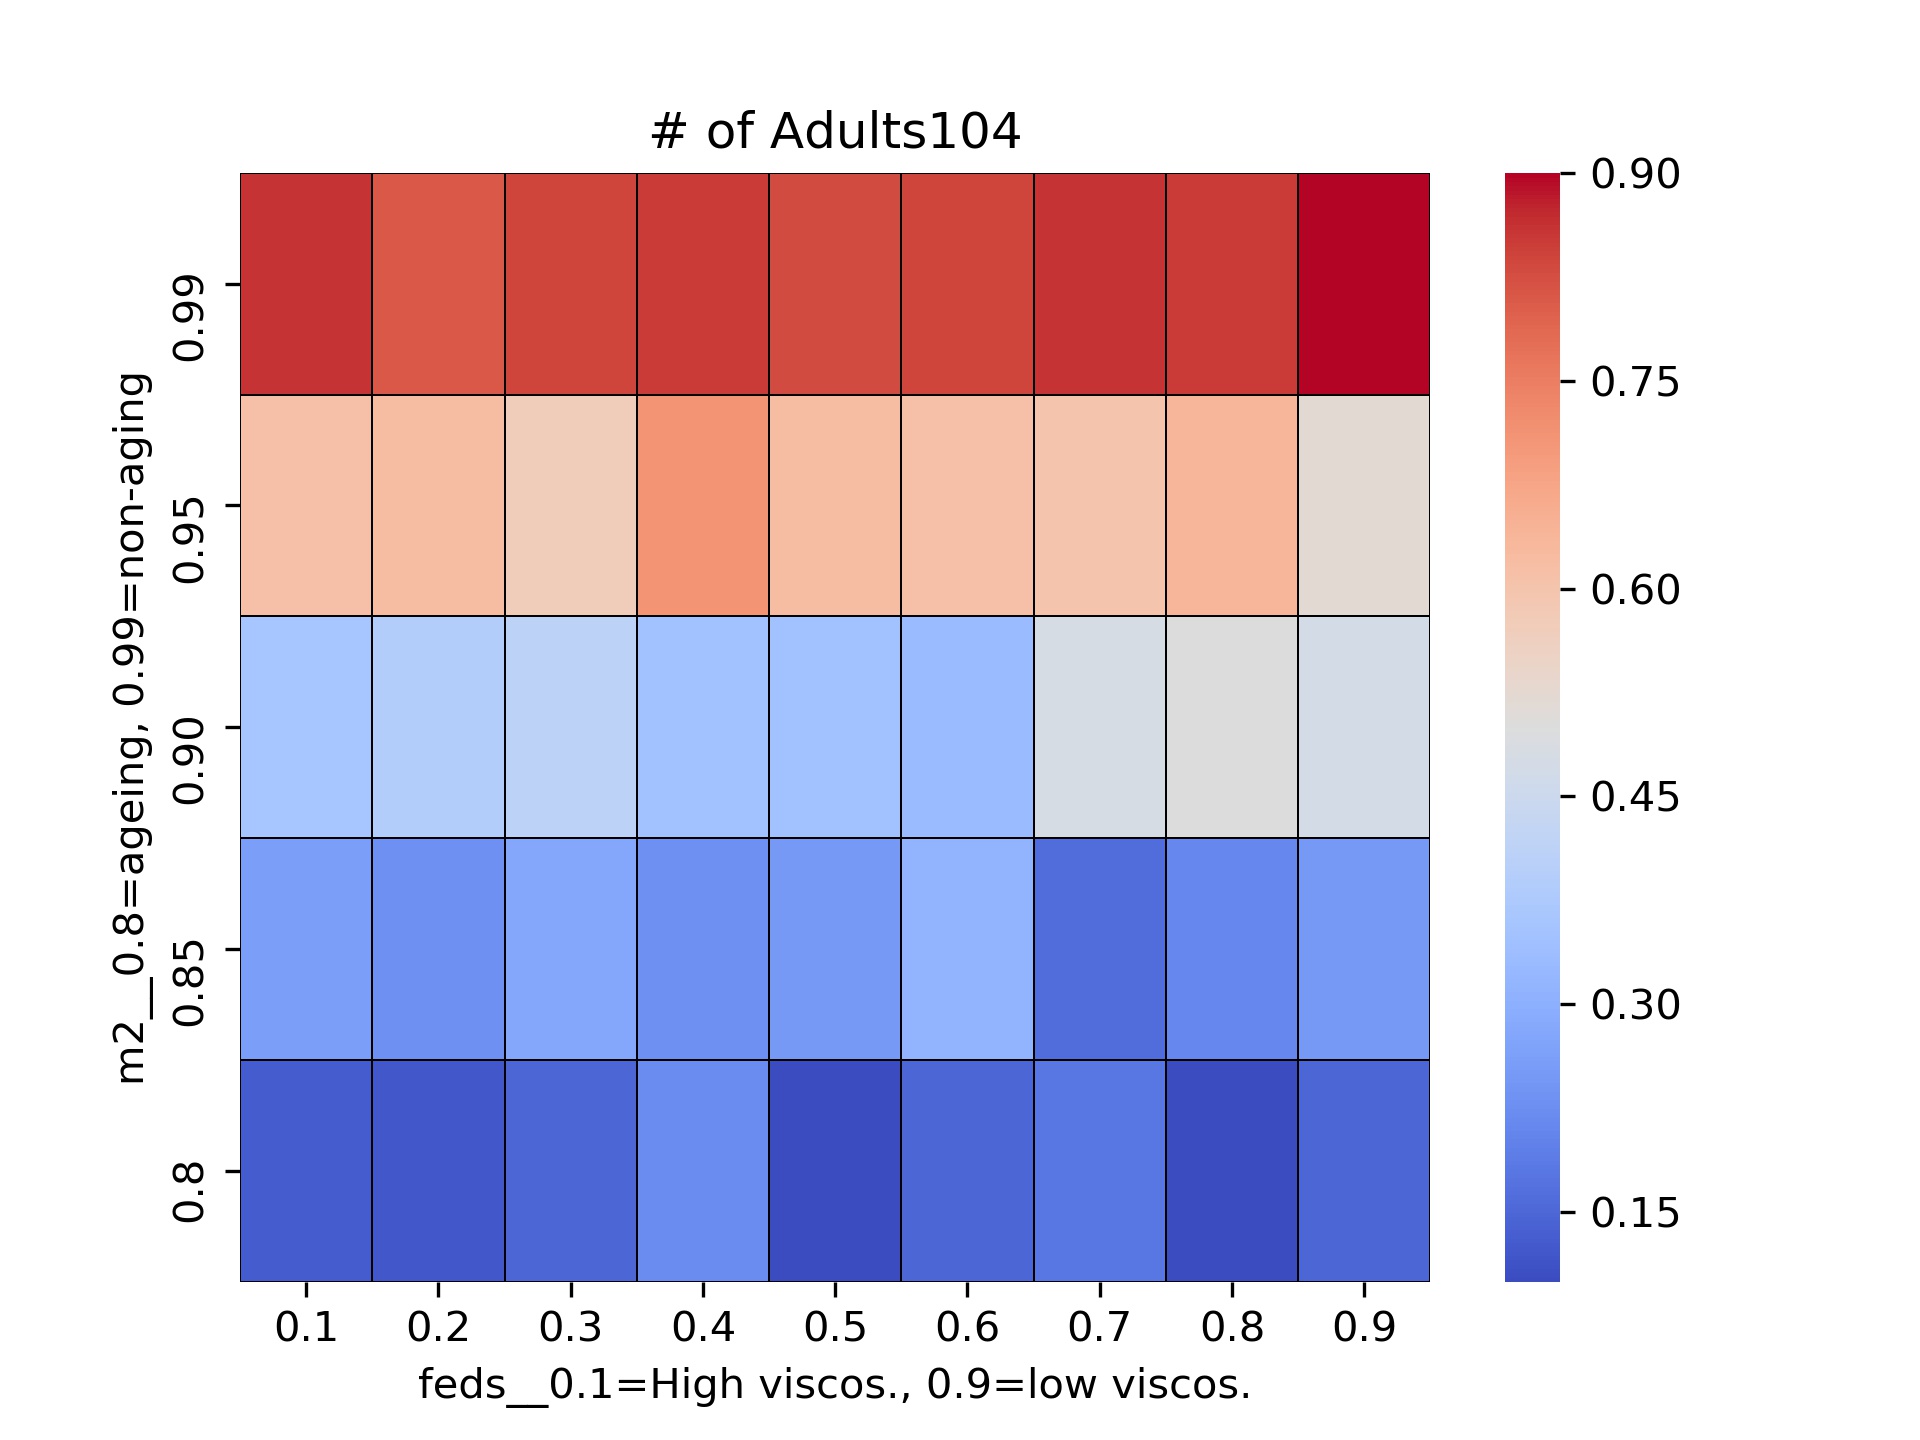 # of Adults104
m2__0.8=ageing, 0.99=non-aging
0.99
0.95
0.90
0.85
0.8
0.1 0.2 0.3 0.4 0.5 0.6 0.7 0.8 0.9
feds__0.1=High viscos., 0.9=low viscos.
0.90
0.75
0.60
0.45
0.30
0.15